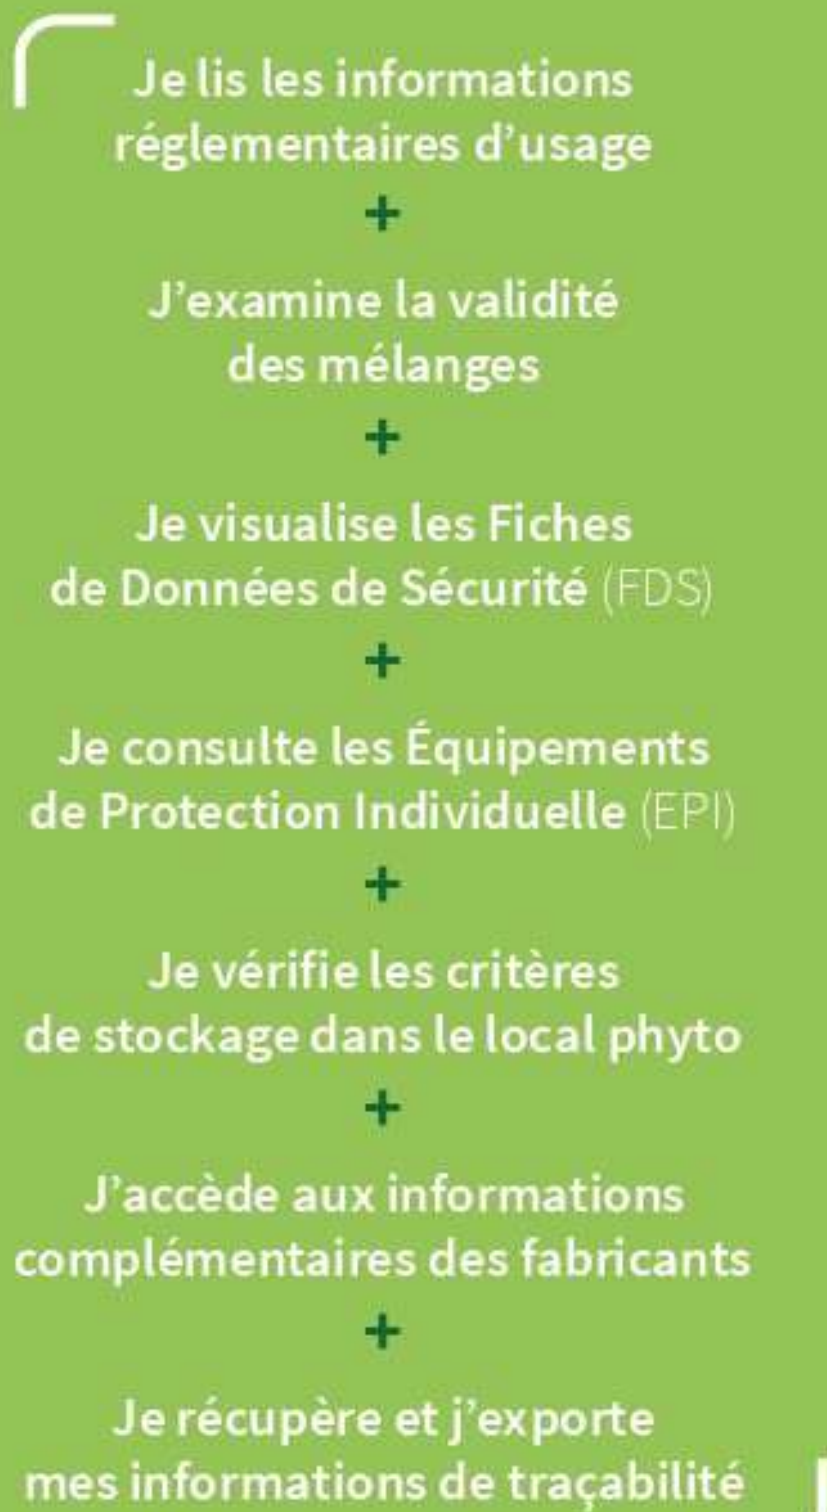 Je lis les informations
réglementaires d’usage
+
J’examine la validité
des mélanges
+
Je visualise les Fiches
de Données de Sécurité (FDS)
+
Je consulte les Équipements
de Protection Individuelle (EPI)
+
Je vérifie les critères
de stockage dans le local phyto
+
J’accède aux informations
complémentaires des fabricants
+
Je récupère et j’exporte
mes informations de traçabilité